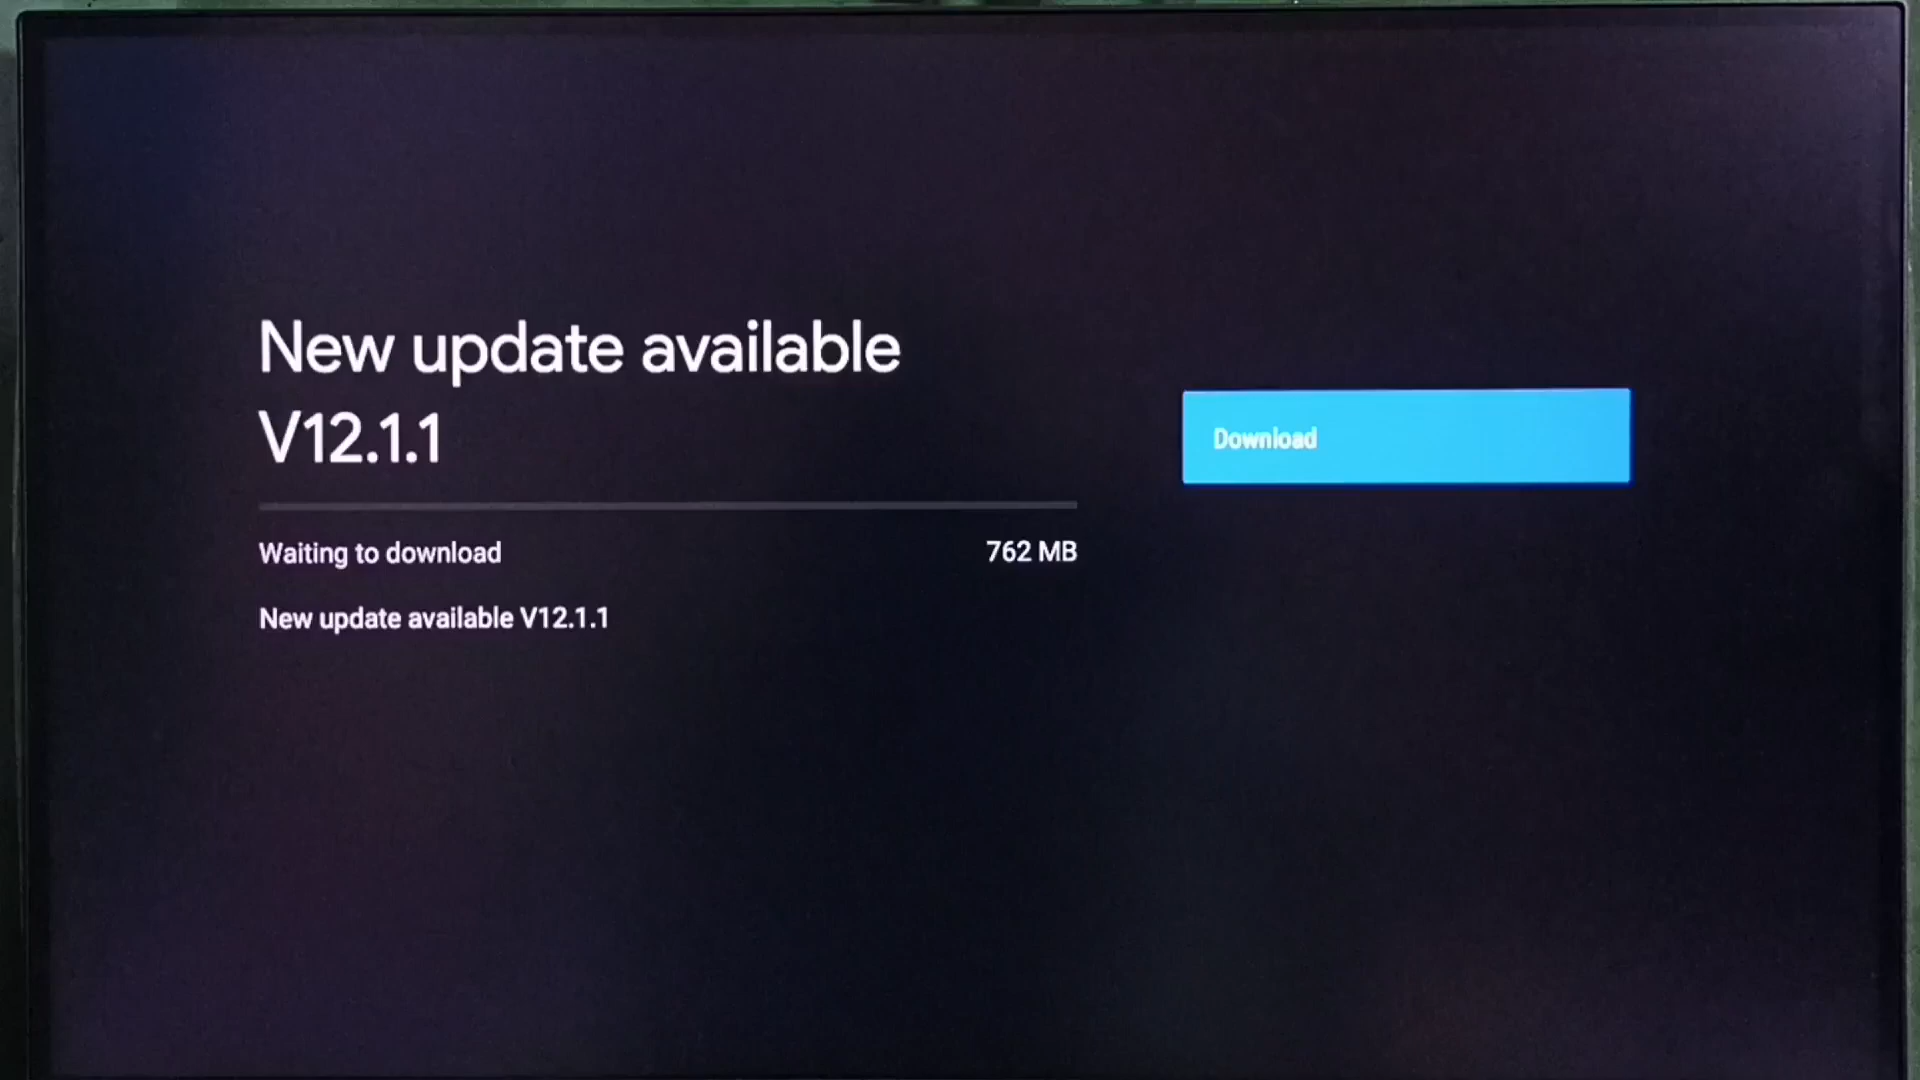 New update available
V12.1.1
Download
Waiting to download
762 MB
New update available V12.1.1